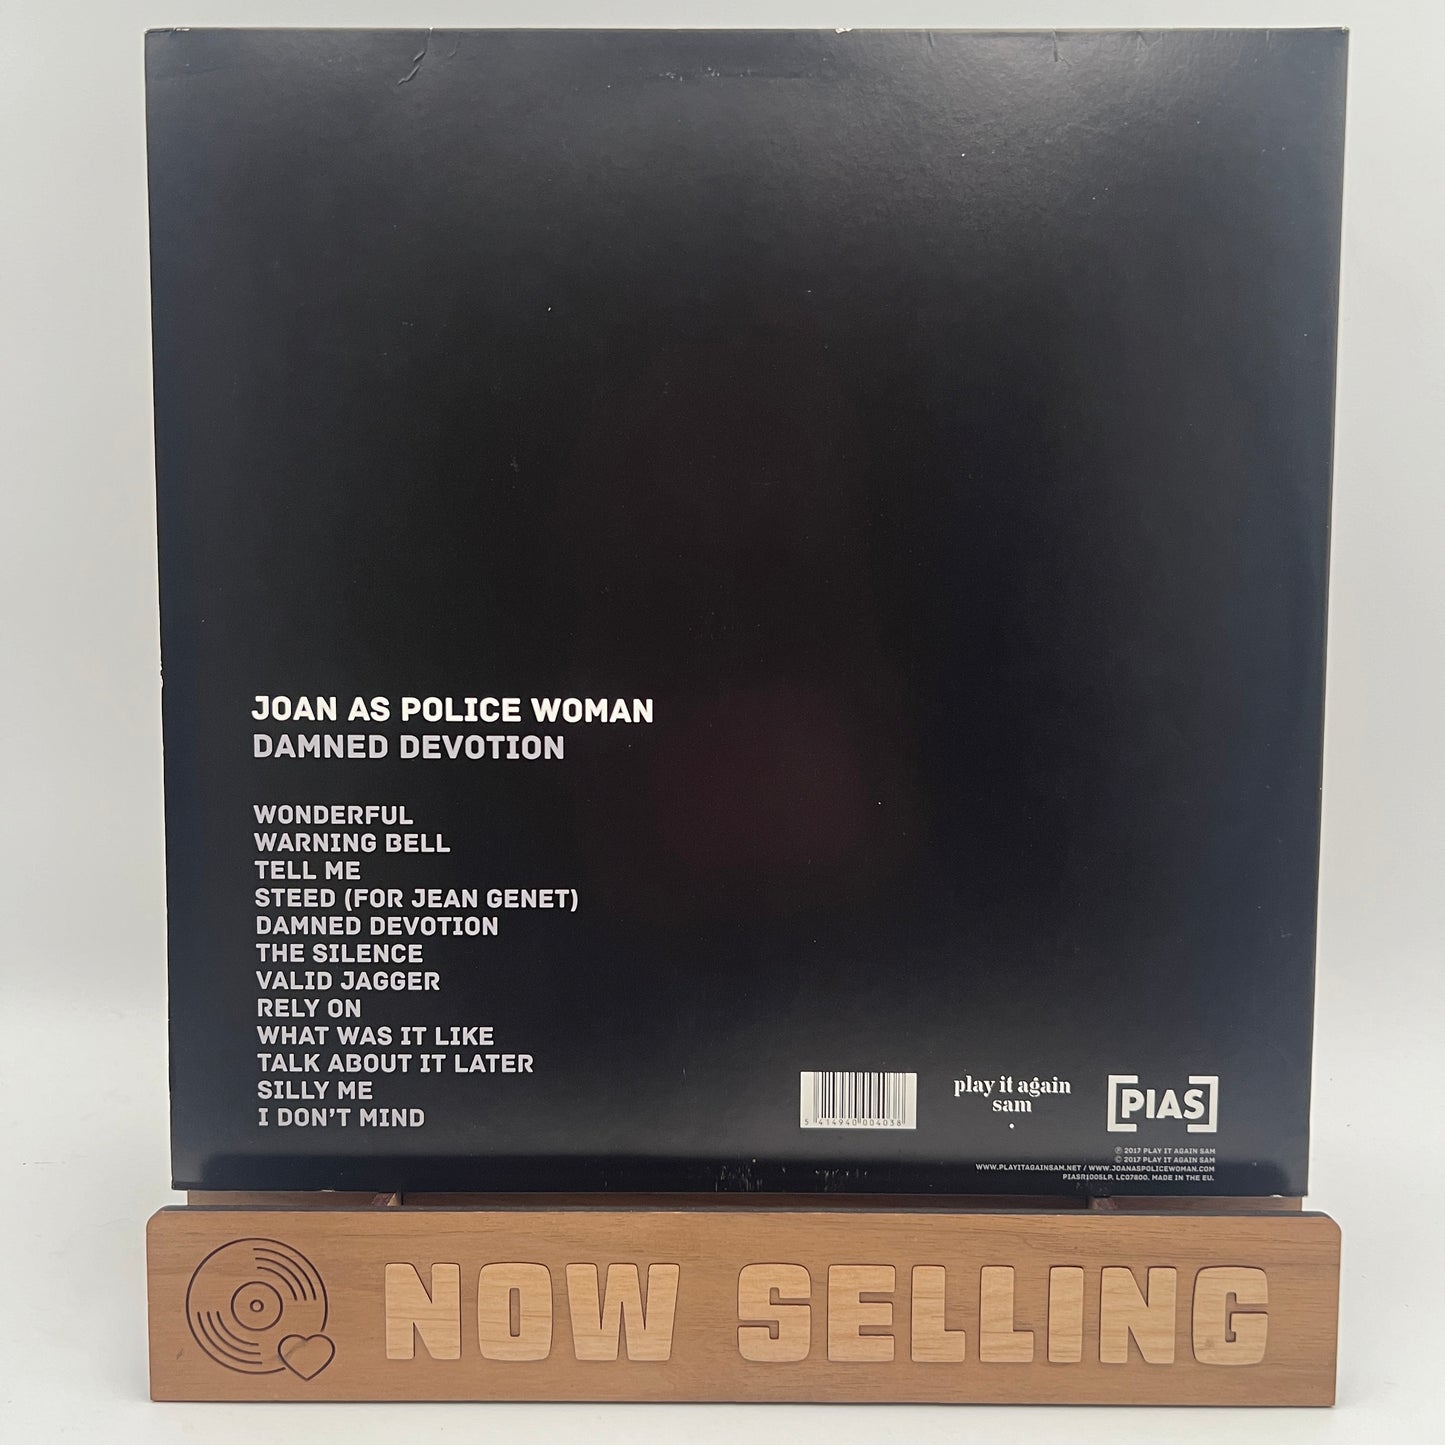 JOAN AS POLICE WOMAN
DAMNED DEVOTION
WONDERFUL
WARNING BELL
TELL ME
STEED (FOR JEAN GENET)
DAMNED DEVOTION
THE SILENCE
VALID JAGGER
RELY ON
WHAT WAS IT LIKE
TALK ABOUT IT LATER
SILLY ME
I DON'T MIND
5 414940 004038
play it again
sam
[PIAS]
℗ 2017 PLAY IT AGAIN SAM
© 2017 PLAY IT AGAIN SAM
WWW.PLAYITAGAINSAM.NET / WWW.JOANASPOLICEWOMAN.COM
PIASR1005LP. LC07800. MADE IN THE EU.
NOW SELLING